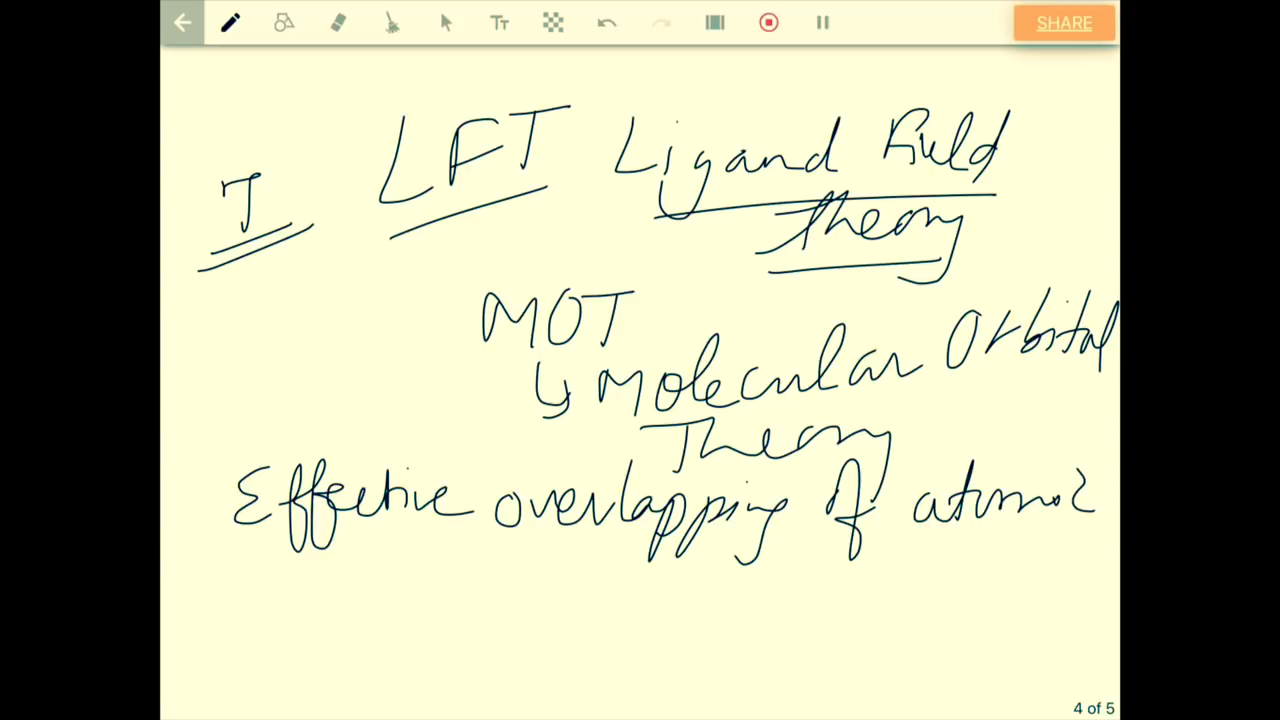 SHARE
LFT Ligand Field
Theory
MOT
↳ Molecular Orbital
Theory
Effective overlapping of atomic
4 of 5